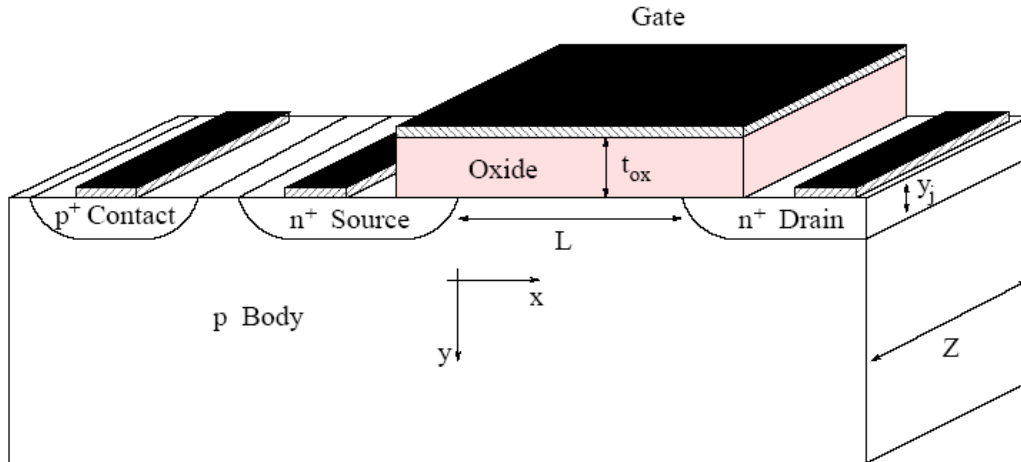 Gate
Oxide
t_ox
p⁺ Contact
n⁺ Source
n⁺ Drain
y_j
L
x
p Body
y
Z